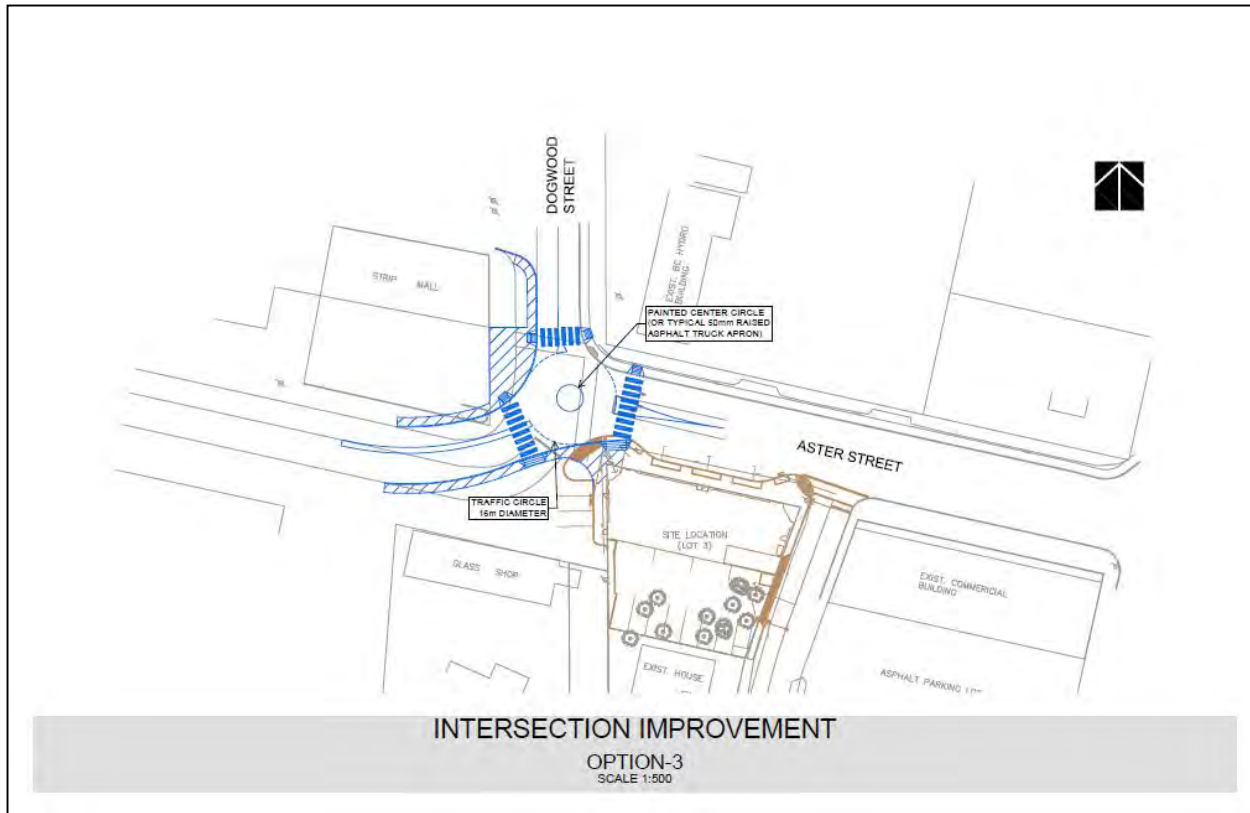 DOGWOOD
STREET
STRIP MALL
EXIST. BC HYDRO
BUILDING
PAINTED CENTER CIRCLE
(OR TYPICAL 50mm RAISED
ASPHALT TRUCK APRON)
ASTER STREET
TRAFFIC CIRCLE
16m DIAMETER
SITE LOCATION
(LOT 3)
GLASS SHOP
EXIST. COMMERICIAL
BUILDING
EXIST. HOUSE
ASPHALT PARKING LOT
INTERSECTION IMPROVEMENT
OPTION-3
SCALE 1:500